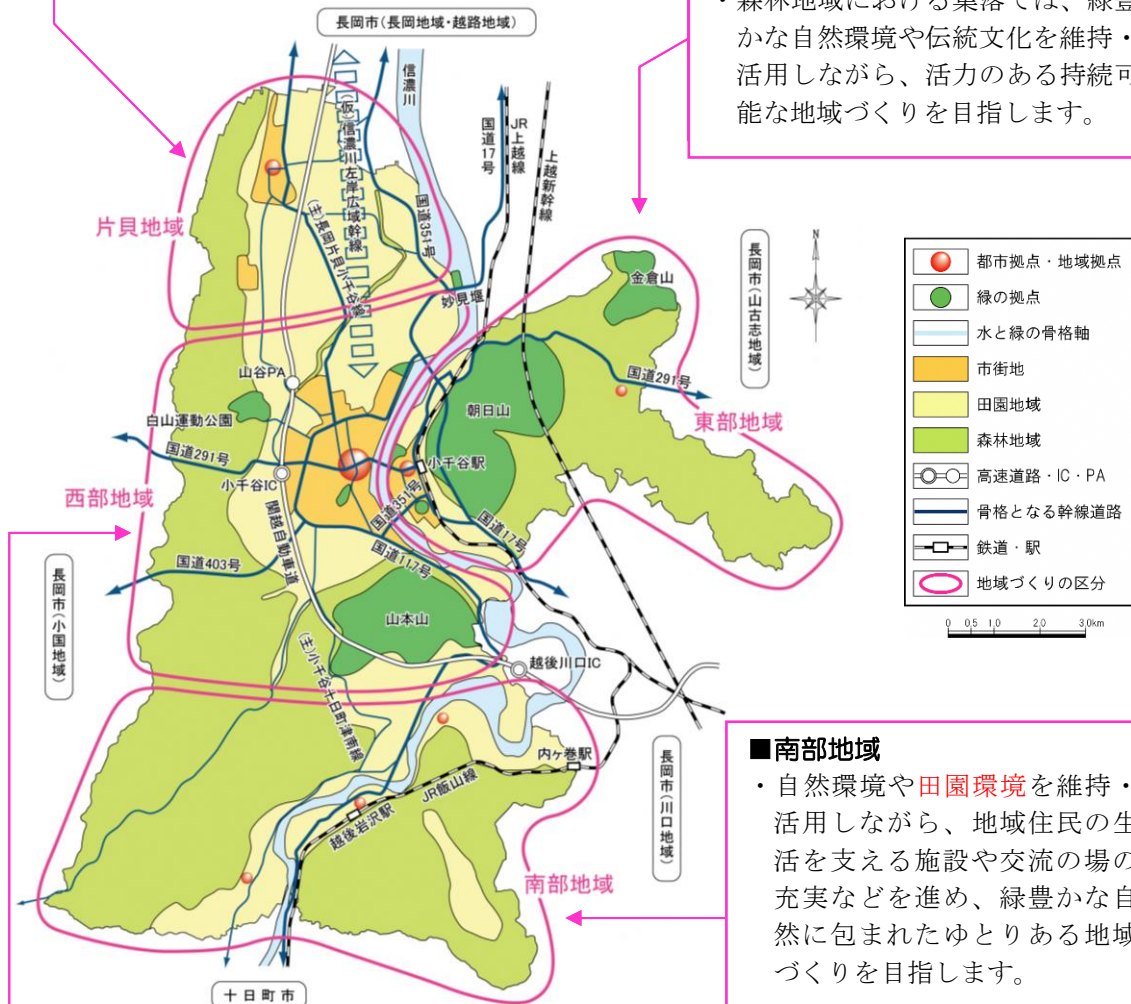 ・森林地域における集落では、緑豊
かな自然環境や伝統文化を維持・
活用しながら、活力のある持続可
能な地域づくりを目指します。
長岡市(長岡地域・越路地域)
信濃川
(仮)信濃川左岸広域幹線
国道17号
JR上越線
上越新幹線
国道351号
(主)長岡片貝小千谷線
片貝地域
妙見堰
金倉山
長岡市(山古志地域)
N
山谷PA
国道291号
朝日山
白山運動公園
東部地域
国道291号
小千谷駅
小千谷IC
西部地域
国道351号
国道17号
関越自動車道
国道117号
国道403号
長岡市(小国地域)
山本山
越後川口IC
(主)小千谷十日町津南線
内ヶ巻駅
長岡市(川口地域)
JR飯山線
越後岩沢駅
南部地域
十日町市
都市拠点・地域拠点
緑の拠点
水と緑の骨格軸
市街地
田園地域
森林地域
高速道路・IC・PA
骨格となる幹線道路
鉄道・駅
地域づくりの区分
0 0.5 1.0 2.0 3.0km
■南部地域
・自然環境や田園環境を維持・
活用しながら、地域住民の生
活を支える施設や交流の場の
充実などを進め、緑豊かな自
然に包まれたゆとりある地域
づくりを目指します。